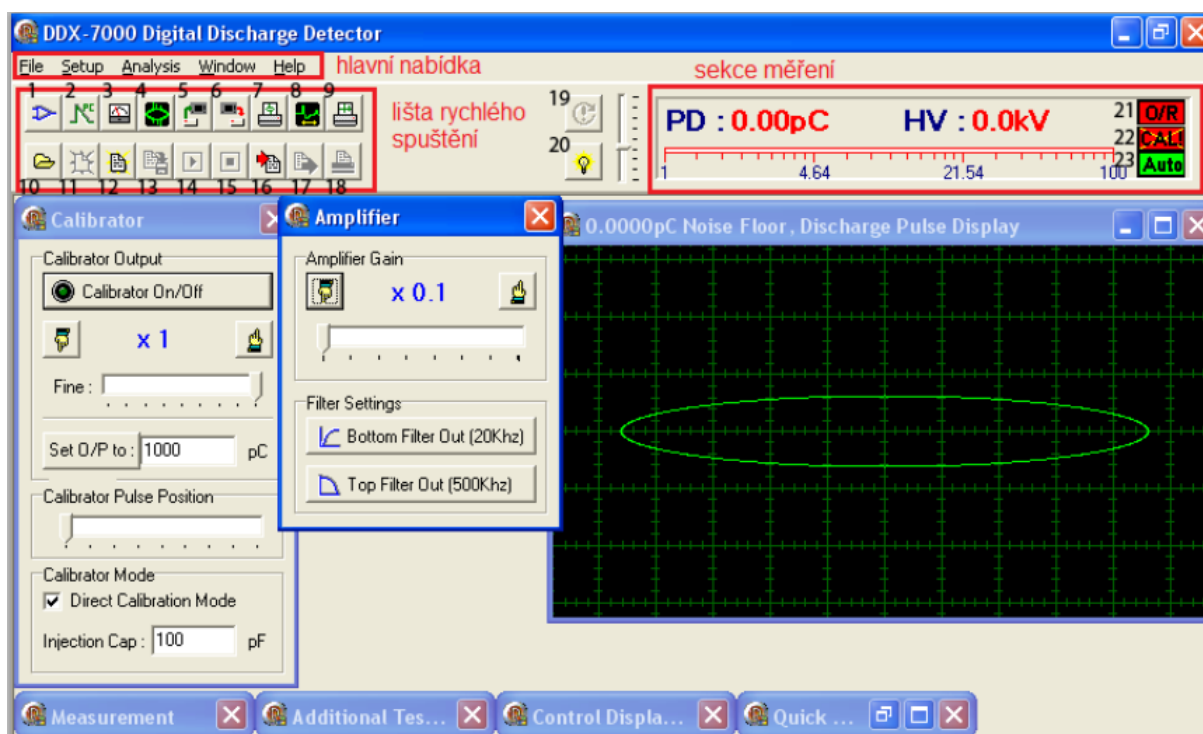 DDX-7000 Digital Discharge Detector
File Setup Analysis Window Help hlavní nabídka
sekce měření
1 2 3 4 5 6 7 8 9
lišta rychlého
spuštění
10 11 12 13 14 15 16 17 18
19
20
PD : 0.00pC HV : 0.0kV
1 4.64 21.54 100
21 O/R
22 CAL!
23 Auto
Calibrator
Calibrator Output
Calibrator On/Off
x 1
Fine :
Set O/P to : 1000 pC
Calibrator Pulse Position
Calibrator Mode
Direct Calibration Mode
Injection Cap : 100 pF
Amplifier
Amplifier Gain
x 0.1
Filter Settings
Bottom Filter Out (20Khz)
Top Filter Out (500Khz)
0.0000pC Noise Floor, Discharge Pulse Display
Measurement
Additional Tes...
Control Displa...
Quick ...